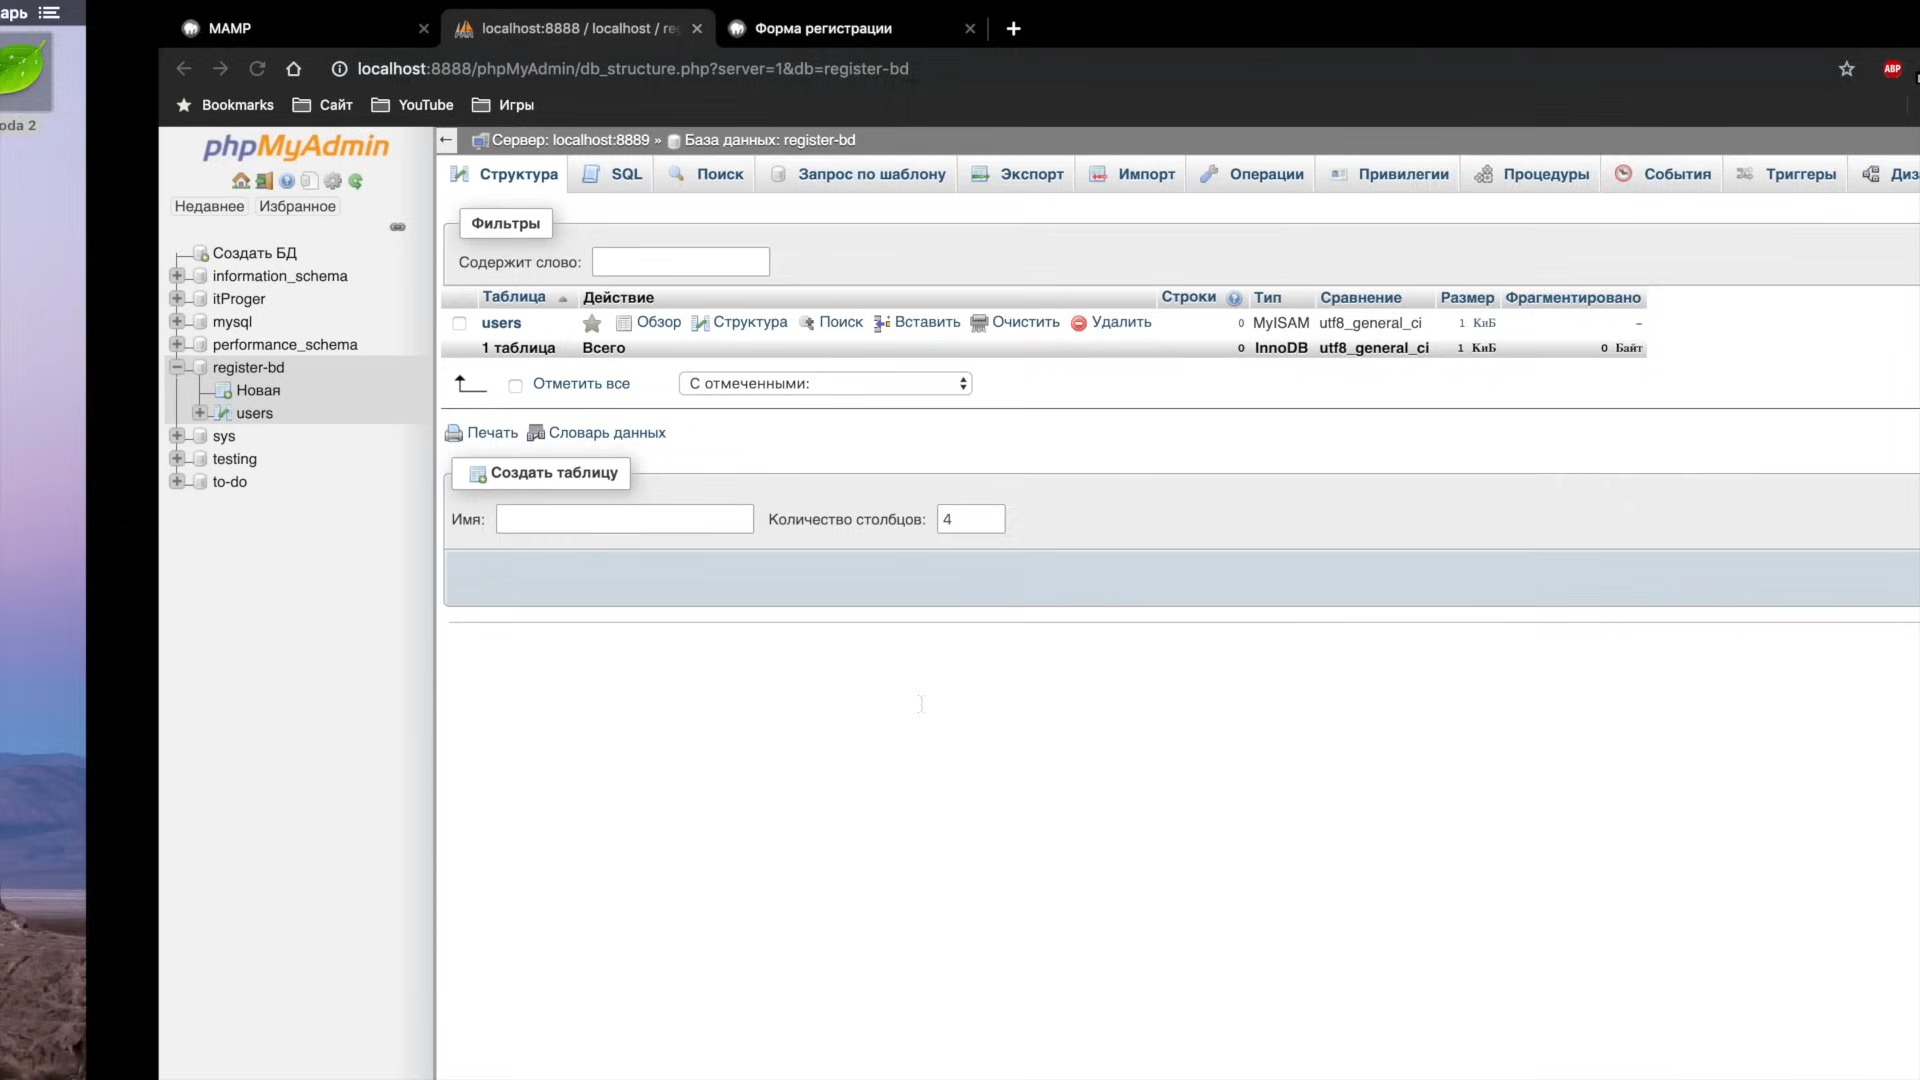 арь
oda 2
MAMP
localhost:8888 / localhost / re
Форма регистрации
localhost:8888/phpMyAdmin/db_structure.php?server=1&db=register-bd
ABP
Bookmarks Сайт YouTube Игры
phpMyAdmin
Недавнее Избранное
Создать БД
information_schema
itProger
mysql
performance_schema
register-bd
Новая
users
sys
testing
to-do
Сервер: localhost:8889 » База данных: register-bd
Структура SQL Поиск Запрос по шаблону Экспорт Импорт Операции Привилегии Процедуры События Триггеры Диз
Фильтры
Содержит слово:
Таблица Действие Строки Тип Сравнение Размер Фрагментировано
users Обзор Структура Поиск Вставить Очистить Удалить 0 MyISAM utf8_general_ci 1 КиБ –
1 таблица Всего 0 InnoDB utf8_general_ci 1 КиБ 0 Байт
Отметить все С отмеченными:
Печать Словарь данных
Создать таблицу
Имя: Количество столбцов: 4